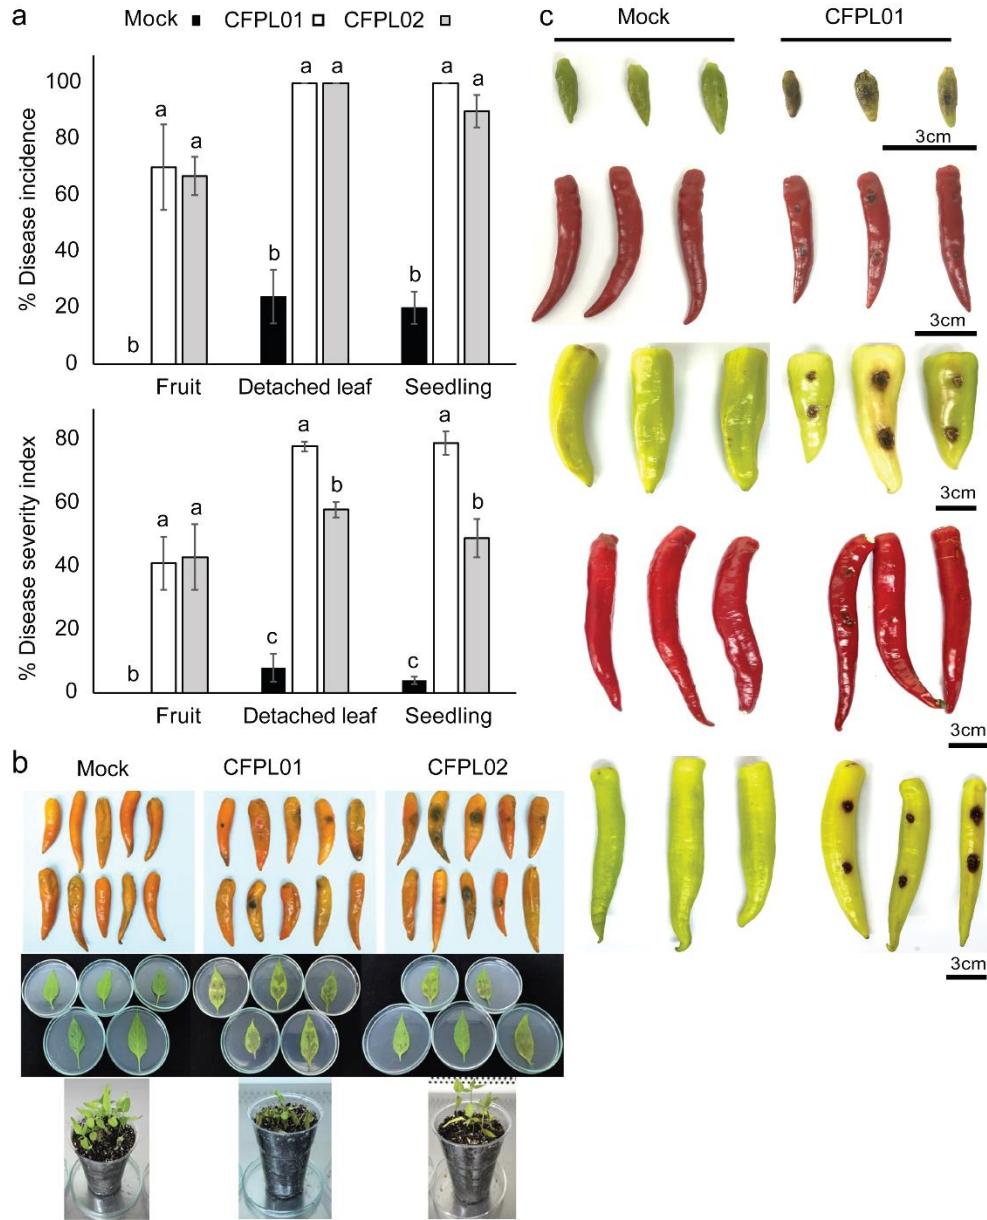 a
Mock CFPL01 CFPL02
% Disease incidence
100
80
60
40
20
0
b a a
b a a
b a a
Fruit Detached leaf Seedling
% Disease severity index
80
60
40
20
0
b a a
c a b
c a b
Fruit Detached leaf Seedling
b
Mock CFPL01 CFPL02
c
Mock CFPL01
3cm
3cm
3cm
3cm
3cm